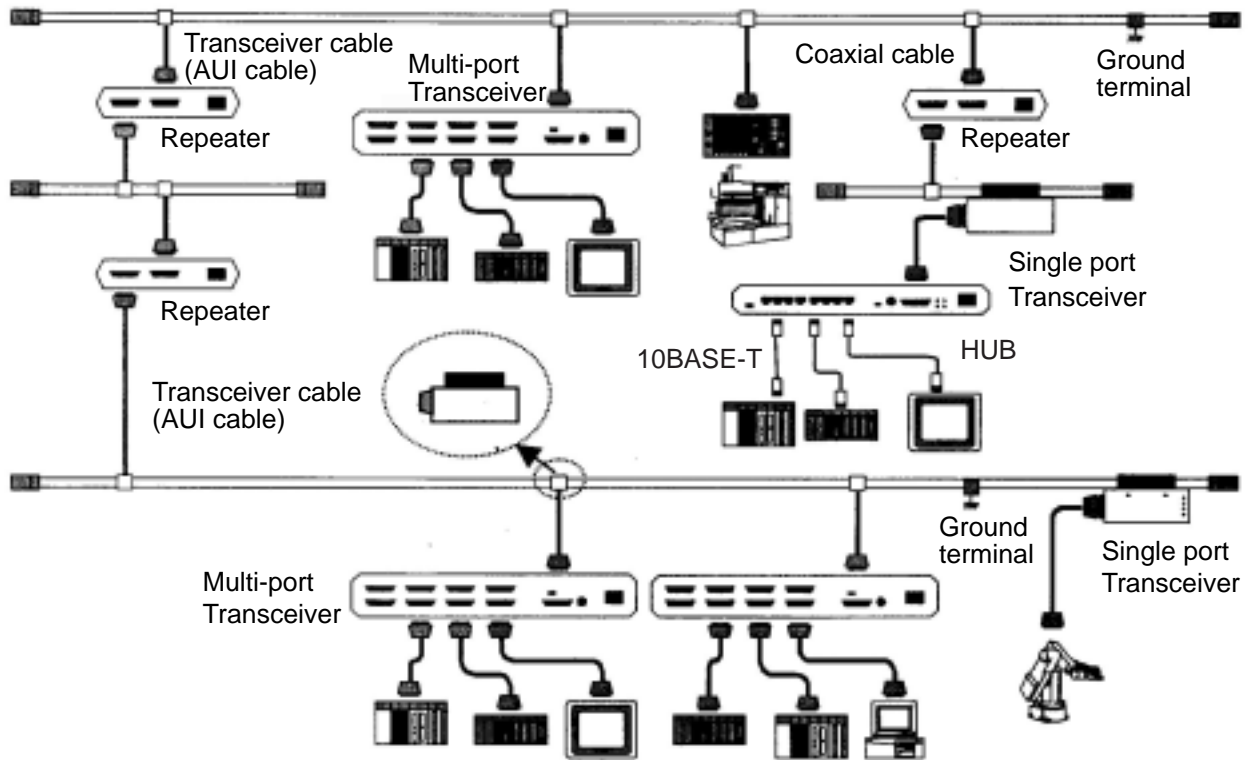 Transceiver cable
(AUI cable)
Multi-port
Transceiver
Coaxial cable
Ground
terminal
Repeater
Repeater
Repeater
Single port
Transceiver
10BASE-T
HUB
Transceiver cable
(AUI cable)
Ground
terminal
Single port
Transceiver
Multi-port
Transceiver